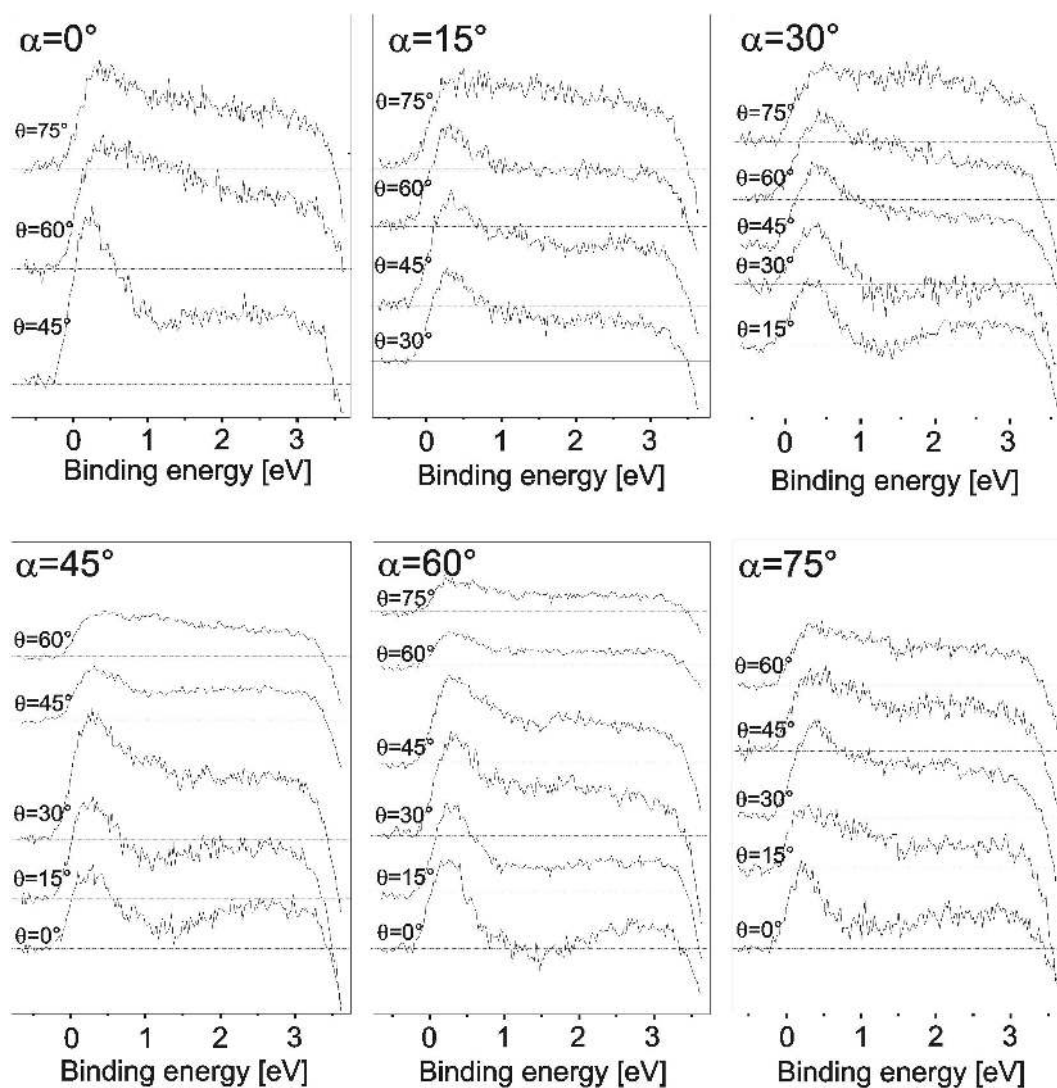 α=0°
θ=75°
θ=60°
θ=45°
0 1 2 3
Binding energy [eV]
α=15°
θ=75°
θ=60°
θ=45°
θ=30°
0 1 2 3
Binding energy [eV]
α=30°
θ=75°
θ=60°
θ=45°
θ=30°
θ=15°
0 1 2 3
Binding energy [eV]
α=45°
θ=60°
θ=45°
θ=30°
θ=15°
θ=0°
0 1 2 3
Binding energy [eV]
α=60°
θ=75°
θ=60°
θ=45°
θ=30°
θ=15°
θ=0°
0 1 2 3
Binding energy [eV]
α=75°
θ=60°
θ=45°
θ=30°
θ=15°
θ=0°
0 1 2 3
Binding energy [eV]